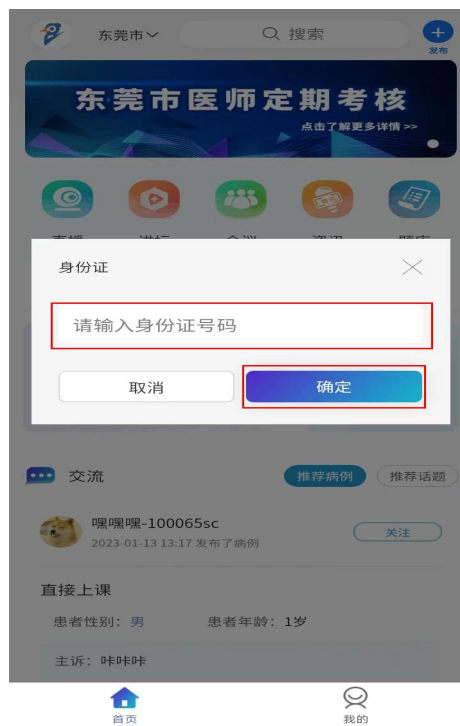 东莞市
搜索
发布
东莞市医师定期考核
点击了解更多详情 >>
身份证
请输入身份证号码
取消
确定
交流
推荐病例
推荐话题
嘿嘿嘿-100065sc
2023-01-13 13:17 发布了病例
关注
直接上课
患者性别：男 患者年龄：1岁
主诉：咔咔咔
首页
我的